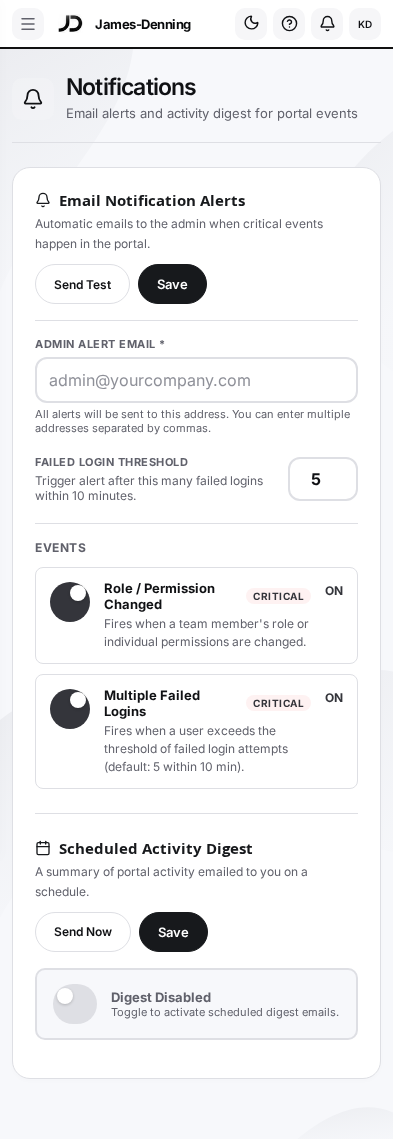 JD James-Denning KD
Notifications
Email alerts and activity digest for portal events
Email Notification Alerts
Automatic emails to the admin when critical events
happen in the portal.
Send Test Save
ADMIN ALERT EMAIL *
admin@yourcompany.com
All alerts will be sent to this address. You can enter multiple
addresses separated by commas.
FAILED LOGIN THRESHOLD
Trigger alert after this many failed logins
within 10 minutes.
5
EVENTS
Role / Permission
Changed
CRITICAL ON
Fires when a team member's role or
individual permissions are changed.
Multiple Failed
Logins
CRITICAL ON
Fires when a user exceeds the
threshold of failed login attempts
(default: 5 within 10 min).
Scheduled Activity Digest
A summary of portal activity emailed to you on a
schedule.
Send Now Save
Digest Disabled
Toggle to activate scheduled digest emails.